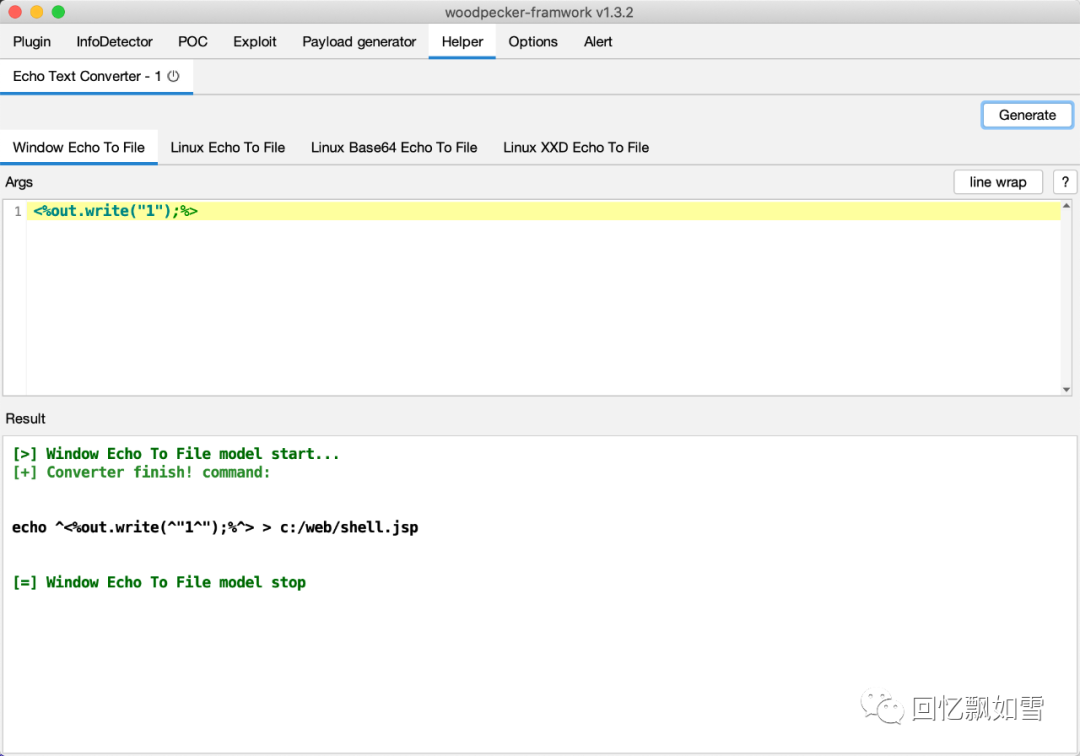 woodpecker-framwork v1.3.2
Plugin InfoDetector POC Exploit Payload generator Helper Options Alert
Echo Text Converter - 1
Generate
Window Echo To File Linux Echo To File Linux Base64 Echo To File Linux XXD Echo To File
Args line wrap ?
1 <%out.write("1");%>
Result
[>] Window Echo To File model start...
[+] Converter finish! command:
echo ^<%out.write(^"1^");%^> > c:/web/shell.jsp
[=] Window Echo To File model stop
回忆飘如雪